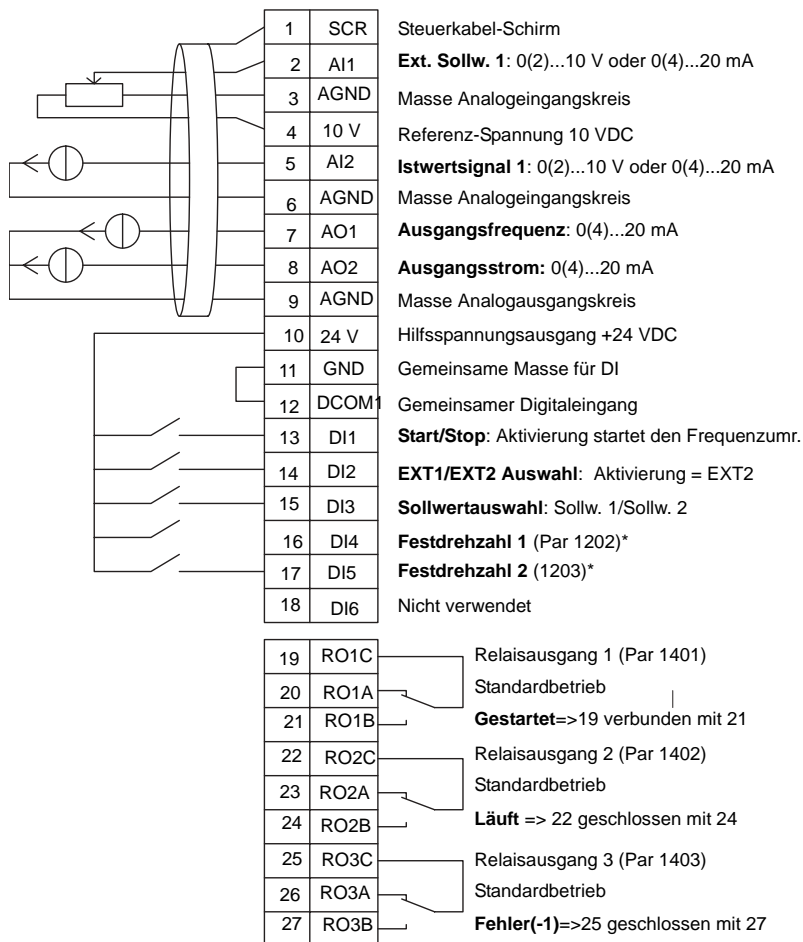 1 SCR Steuerkabel-Schirm
2 AI1 Ext. Sollw. 1: 0(2)...10 V oder 0(4)...20 mA
3 AGND Masse Analogeingangskreis
4 10 V Referenz-Spannung 10 VDC
5 AI2 Istwertsignal 1: 0(2)...10 V oder 0(4)...20 mA
6 AGND Masse Analogeingangskreis
7 AO1 Ausgangsfrequenz: 0(4)...20 mA
8 AO2 Ausgangsstrom: 0(4)...20 mA
9 AGND Masse Analogausgangskreis
10 24 V Hilfsspannungsausgang +24 VDC
11 GND Gemeinsame Masse für DI
12 DCOM1 Gemeinsamer Digitaleingang
13 DI1 Start/Stop: Aktivierung startet den Frequenzumr.
14 DI2 EXT1/EXT2 Auswahl: Aktivierung = EXT2
15 DI3 Sollwertauswahl: Sollw. 1/Sollw. 2
16 DI4 Festdrehzahl 1 (Par 1202)*
17 DI5 Festdrehzahl 2 (1203)*
18 DI6 Nicht verwendet
19 RO1C Relaisausgang 1 (Par 1401)
20 RO1A Standardbetrieb
21 RO1B Gestartet=>19 verbunden mit 21
22 RO2C Relaisausgang 2 (Par 1402)
23 RO2A Standardbetrieb
24 RO2B Läuft => 22 geschlossen mit 24
25 RO3C Relaisausgang 3 (Par 1403)
26 RO3A Standardbetrieb
27 RO3B Fehler(-1)=>25 geschlossen mit 27